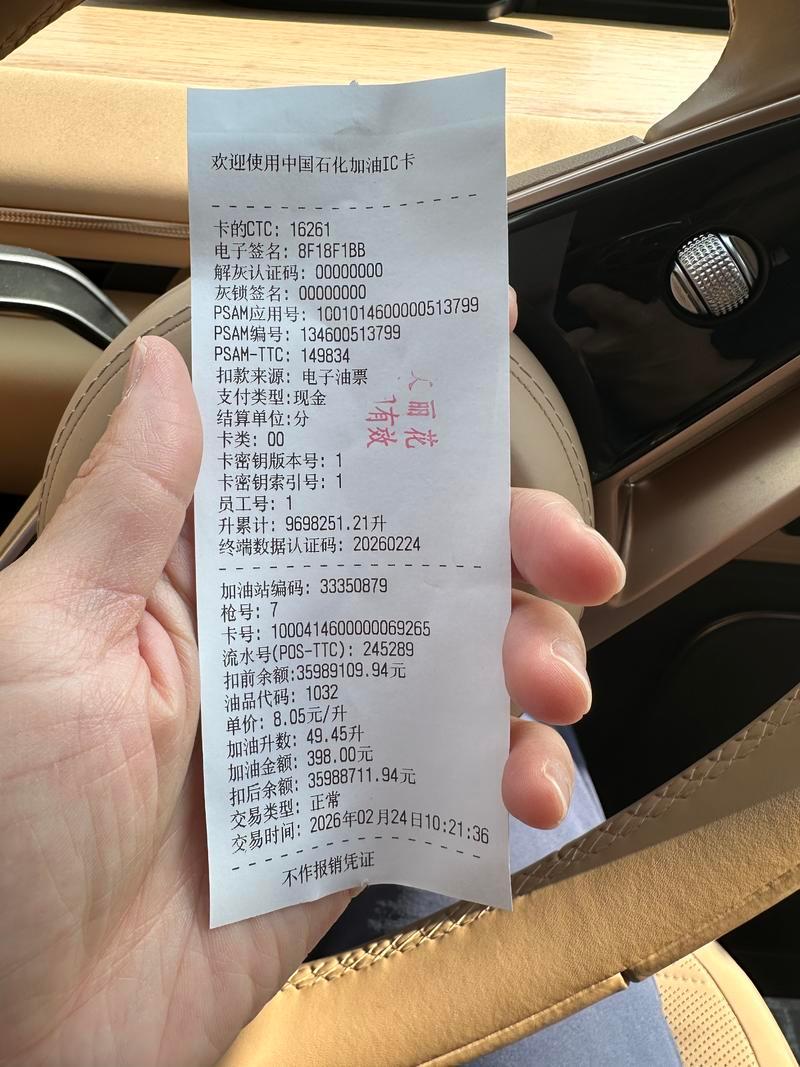 欢迎使用中国石化加油IC卡
卡的CTC: 16261
电子签名: 8F18F1BB
解灰认证码: 00000000
灰锁签名: 00000000
PSAM应用号: 1001014600000513799
PSAM编号: 134600513799
PSAM-TTC: 149834
扣款来源: 电子油票
支付类型:现金
结算单位:分
卡类: 00
卡密钥版本号: 1
卡密钥索引号: 1
员工号: 1
升累计: 9698251.21升
终端数据认证码: 20260224
丽花
有效
加油站编码: 33350879
枪号: 7
卡号: 1000414600000069265
流水号(POS-TTC): 245289
扣前余额:35989109.94元
油品代码: 1032
单价: 8.05元/升
加油升数: 49.45升
加油金额: 398.00元
扣后余额: 35988711.94元
交易类型: 正常
交易时间: 2026年02月24日10:21:36
不作报销凭证